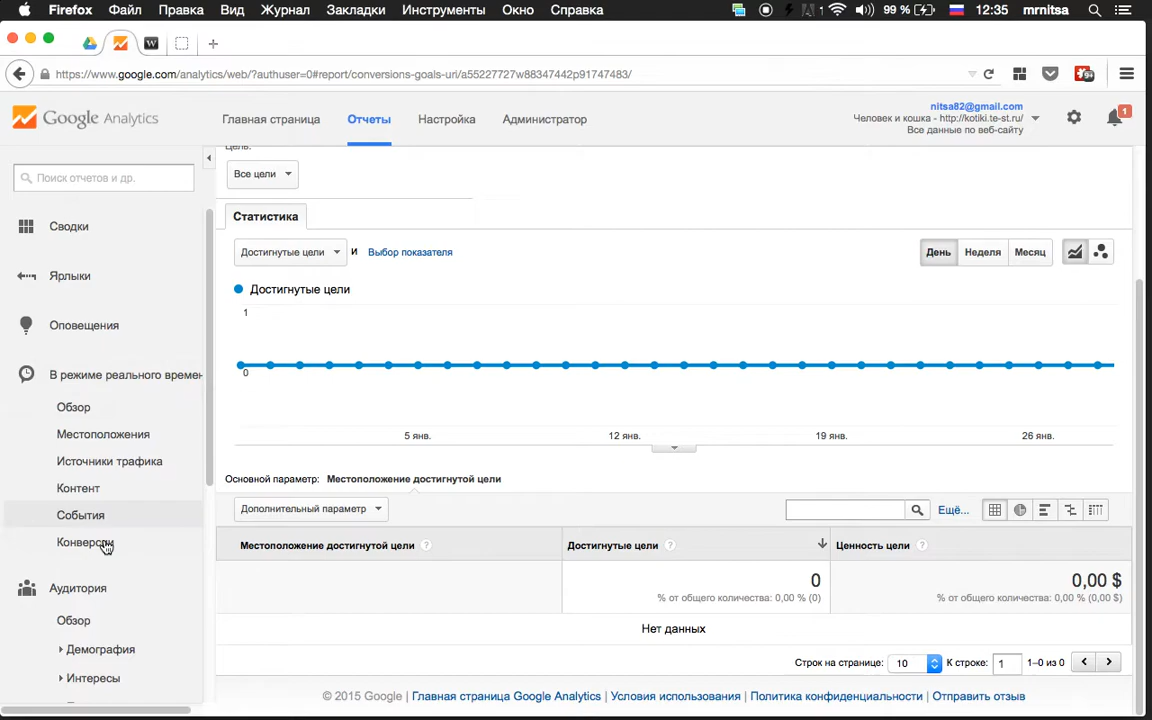 Firefox Файл Правка Вид Журнал Закладки Инструменты Окно Справка 1 99 % 12:35 mrnitsa
W
https://www.google.com/analytics/web/?authuser=0#report/conversions-goals-url/a55227727w88347442p91747483/ 9+
Google Analytics Главная страница Отчеты Настройка Администратор
nitsa82@gmail.com
Человек и кошка - http://kotiki.te-st.ru/
Все данные по веб-сайту
1
Цель:
Все цели
Поиск отчетов и др.
Сводки
Ярлыки
Оповещения
В режиме реального времен
Обзор
Местоположения
Источники трафика
Контент
События
Конверсии
Аудитория
Обзор
Демография
Интересы
Статистика
Достигнутые цели и Выбор показателя День Неделя Месяц
Достигнутые цели
1
0
5 янв. 12 янв. 19 янв. 26 янв.
Основной параметр: Местоположение достигнутой цели
Дополнительный параметр Ещё...
Местоположение достигнутой цели ? Достигнутые цели ? Ценность цели ?
0 0,00 $
% от общего количества: 0,00 % (0) % от общего количества: 0,00 % (0,00 $)
Нет данных
Строк на странице: 10 К строке: 1 1–0 из 0
© 2015 Google Главная страница Google Analytics Условия использования Политика конфиденциальности Отправить отзыв